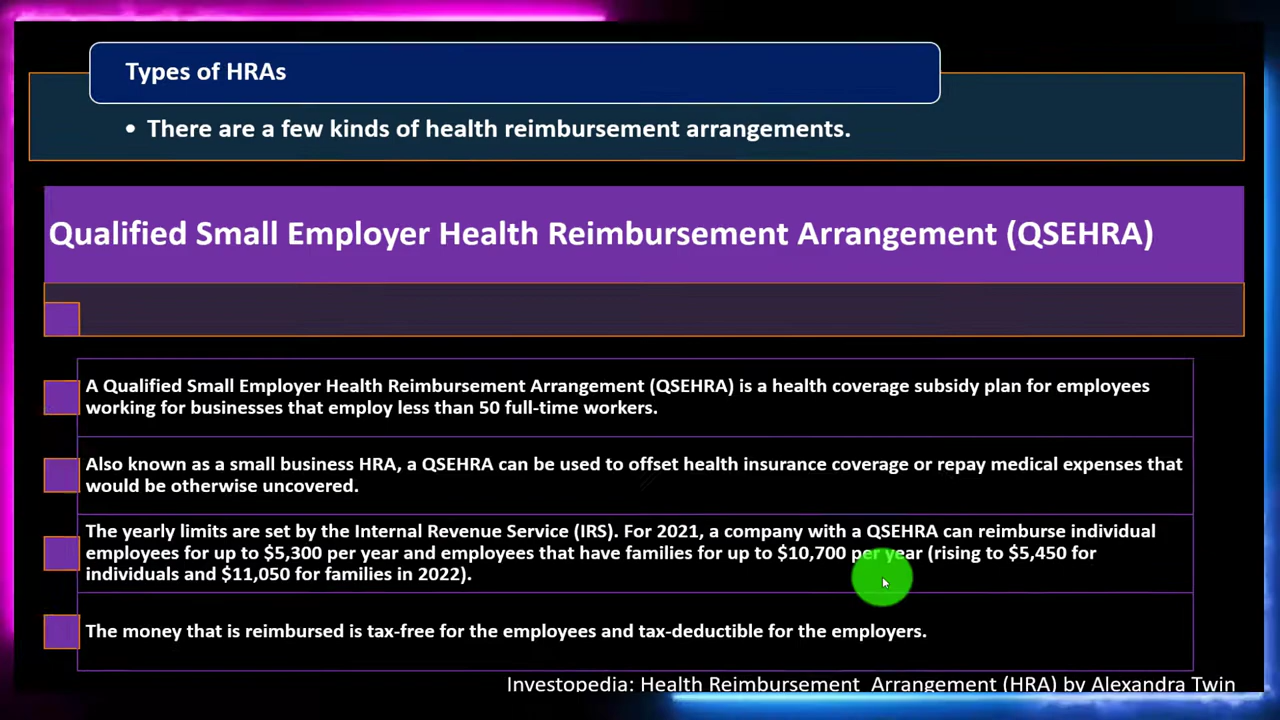 Types of HRAs
• There are a few kinds of health reimbursement arrangements.
Qualified Small Employer Health Reimbursement Arrangement (QSEHRA)
A Qualified Small Employer Health Reimbursement Arrangement (QSEHRA) is a health coverage subsidy plan for employees
working for businesses that employ less than 50 full-time workers.
Also known as a small business HRA, a QSEHRA can be used to offset health insurance coverage or repay medical expenses that
would be otherwise uncovered.
The yearly limits are set by the Internal Revenue Service (IRS). For 2021, a company with a QSEHRA can reimburse individual
employees for up to $5,300 per year and employees that have families for up to $10,700 per year (rising to $5,450 for
individuals and $11,050 for families in 2022).
The money that is reimbursed is tax-free for the employees and tax-deductible for the employers.
Investopedia: Health Reimbursement Arrangement (HRA) by Alexandra Twin